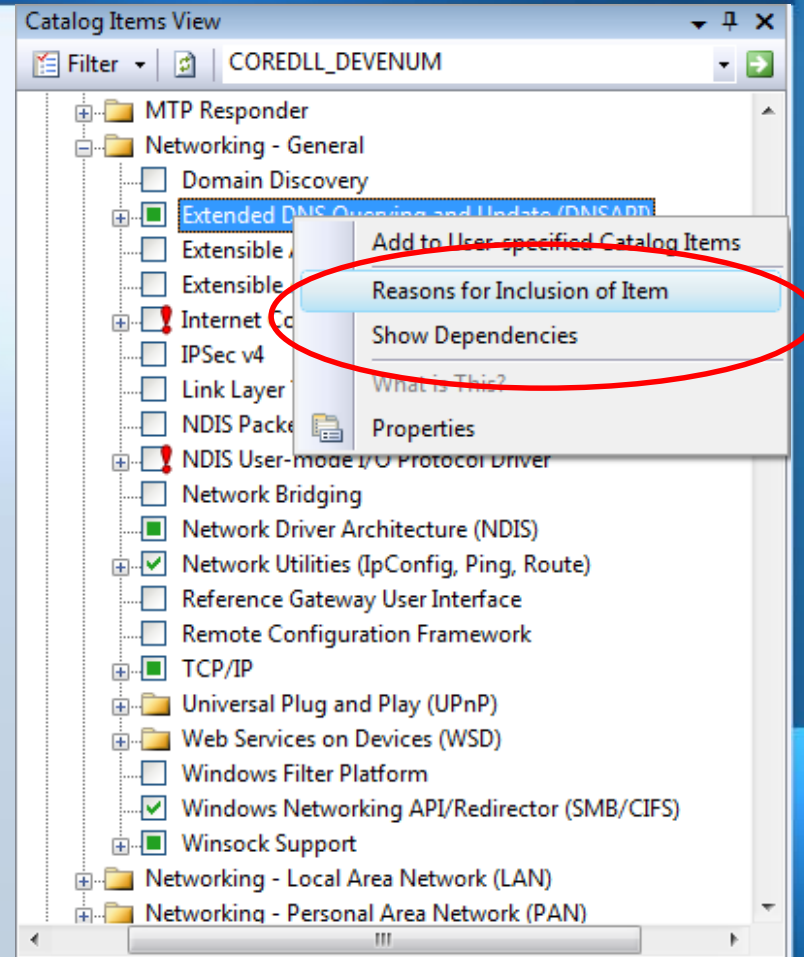 Catalog Items View
Filter
COREDLL_DEVENUM
MTP Responder
Networking - General
Domain Discovery
Extended DNS Querying and Update (DNSAPI)
Add to User-specified Catalog Items
Extensible
Reasons for Inclusion of Item
Extensible
Show Dependencies
Internet
IPSec v4
What is This?
Link Layer
Properties
NDIS
NDIS User-mode I/O Protocol Driver
Network Bridging
Network Driver Architecture (NDIS)
Network Utilities (IpConfig, Ping, Route)
Reference Gateway User Interface
Remote Configuration Framework
TCP/IP
Universal Plug and Play (UPnP)
Web Services on Devices (WSD)
Windows Filter Platform
Windows Networking API/Redirector (SMB/CIFS)
Winsock Support
Networking - Local Area Network (LAN)
Networking - Personal Area Network (PAN)